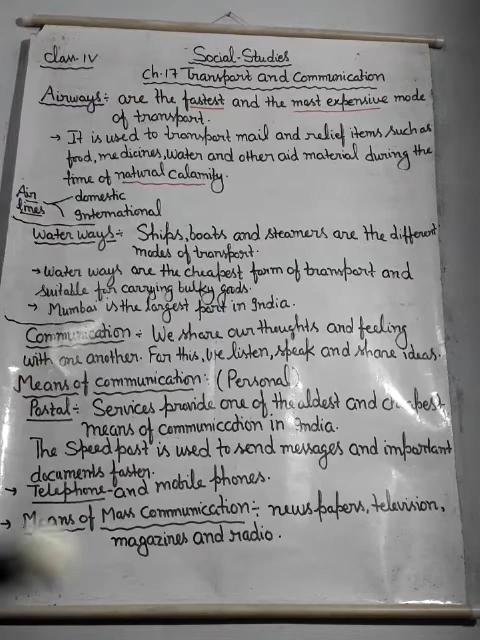 Class. IV
Social-Studies
Ch.17 Transport and Communication
Airways:- are the fastest and the most expensive mode
of transport.
→ It is used to transport mail and relief items such as
food, medicines, water and other aid material during the
time of natural calamity.
Air lines
domestic
International
Water ways:- Ships, boats and steamers are the different
modes of transport.
→ Water ways are the cheapest form of transport and
suitable for carrying bulky goods.
→ Mumbai is the largest port in India.
Communication:- We share our thoughts and feeling
with one another. For this, we listen, speak and share ideas.
Means of communication: (Personal)
Postal:- Services provide one of the oldest and cheapest
means of communication in India.
The Speedpost is used to send messages and important
documents faster.
→ Telephone- and mobile phones.
→ Means of Mass Communication:- newspapers, television,
magazines and radio.